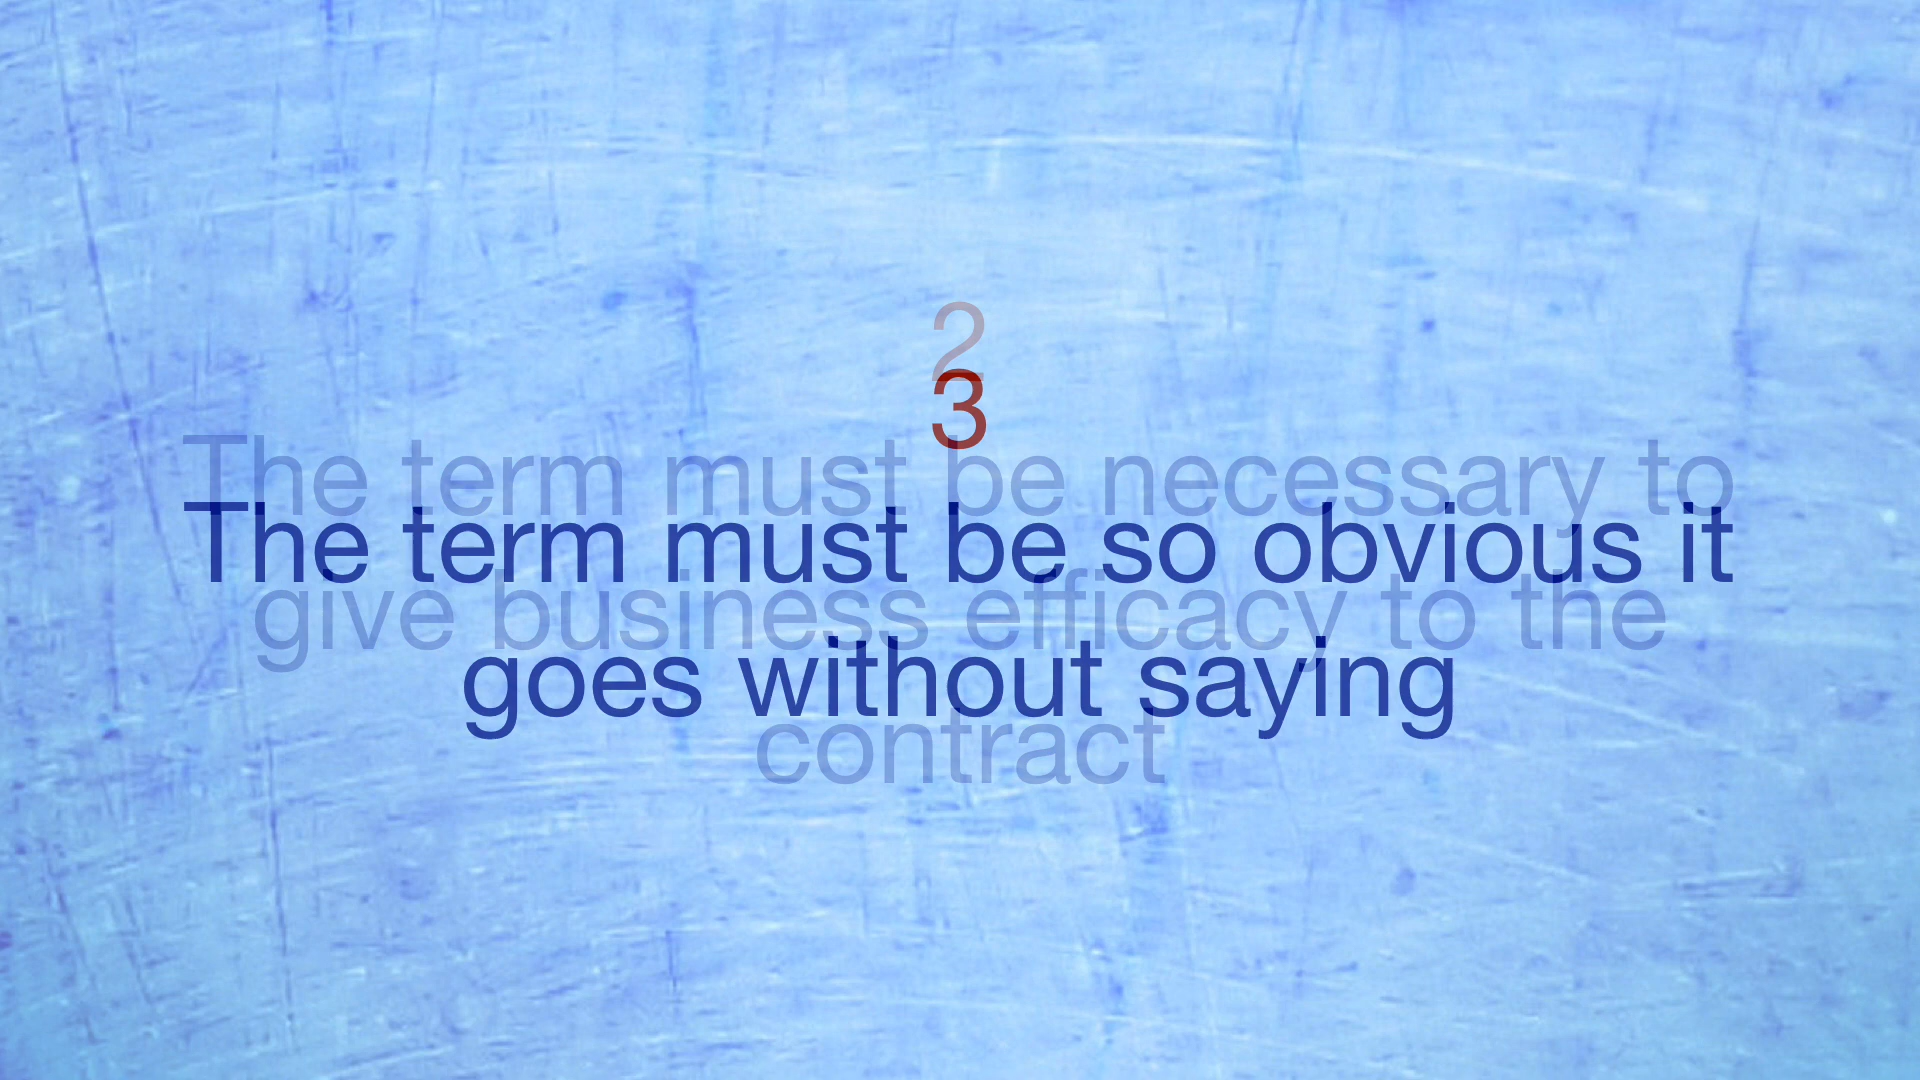 2
The term must be necessary to
give business efficacy to the
contract
3
The term must be so obvious it
goes without saying